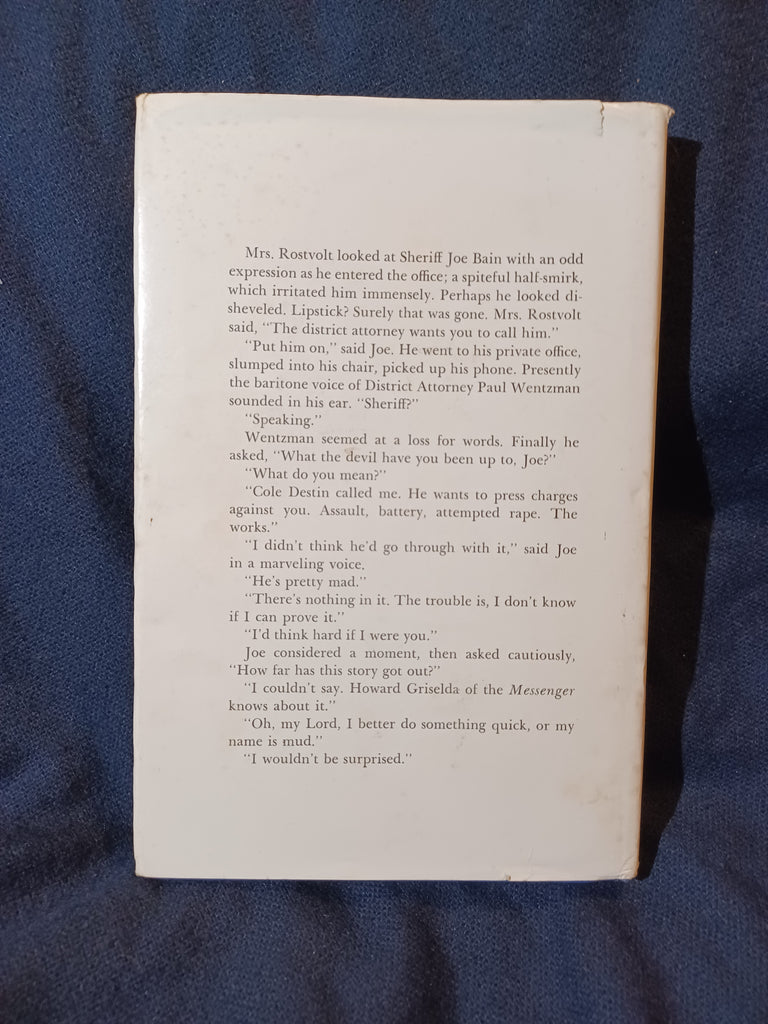 Mrs. Rostvolt looked at Sheriff Joe Bain with an odd
expression as he entered the office; a spiteful half-smirk,
which irritated him immensely. Perhaps he looked di-
sheveled. Lipstick? Surely that was gone. Mrs. Rostvolt
said, "The district attorney wants you to call him."
"Put him on," said Joe. He went to his private office,
slumped into his chair, picked up his phone. Presently
the baritone voice of District Attorney Paul Wentzman
sounded in his ear. "Sheriff?"
"Speaking."
Wentzman seemed at a loss for words. Finally he
asked, "What the devil have you been up to, Joe?"
"What do you mean?"
"Cole Destin called me. He wants to press charges
against you. Assault, battery, attempted rape. The
works."
"I didn't think he'd go through with it," said Joe
in a marveling voice.
"He's pretty mad."
"There's nothing in it. The trouble is, I don't know
if I can prove it."
"I'd think hard if I were you."
Joe considered a moment, then asked cautiously,
"How far has this story got out?"
"I couldn't say. Howard Griselda of the Messenger
knows about it."
"Oh, my Lord, I better do something quick, or my
name is mud."
"I wouldn't be surprised."